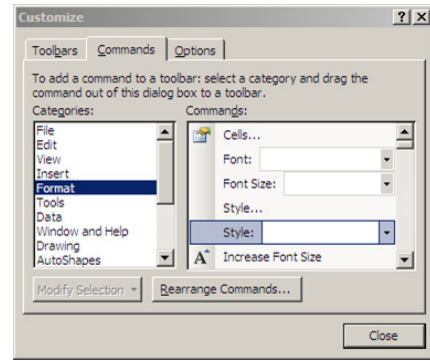 Customize
Toolbars Commands Options
To add a command to a toolbar: select a category and drag the
command out of this dialog box to a toolbar.
Categories: Commands:
File
Edit
View
Insert
Format
Tools
Data
Window and Help
Drawing
AutoShapes
Cells...
Font:
Font Size:
Style...
Style:
A Increase Font Size
Modify Selection
Rearrange Commands...
Close